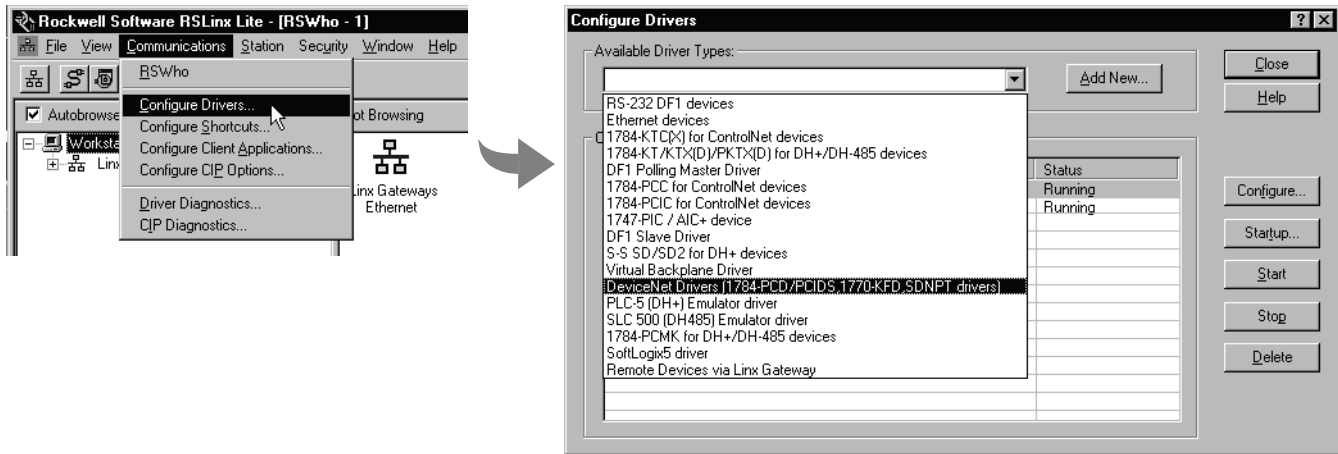 Rockwell Software RSLinx Lite - [RSWho - 1]
File View Communications Station Security Window Help
RSWho
Configure Drivers...
Configure Shortcuts...
Configure Client Applications...
Configure CIP Options...
Driver Diagnostics...
CIP Diagnostics...
Autobrowse
ot Browsing
Worksta
Linx
Linx Gateways
Ethernet
Configure Drivers
Available Driver Types:
Add New...
Close
Help
RS-232 DF1 devices
Ethernet devices
1784-KTC(X) for ControlNet devices
1784-KT/KTX(D)/PKTX(D) for DH+/DH-485 devices
DF1 Polling Master Driver
1784-PCC for ControlNet devices
1784-PCIC for ControlNet devices
1747-PIC / AIC+ device
DF1 Slave Driver
S-S SD/SD2 for DH+ devices
Virtual Backplane Driver
DeviceNet Drivers (1784-PCD/PCIDS,1770-KFD,SDNPT drivers)
PLC-5 (DH+) Emulator driver
SLC 500 (DH485) Emulator driver
1784-PCMK for DH+/DH-485 devices
SoftLogix5 driver
Remote Devices via Linx Gateway
Status
Running
Running
Configure...
Startup...
Start
Stop
Delete